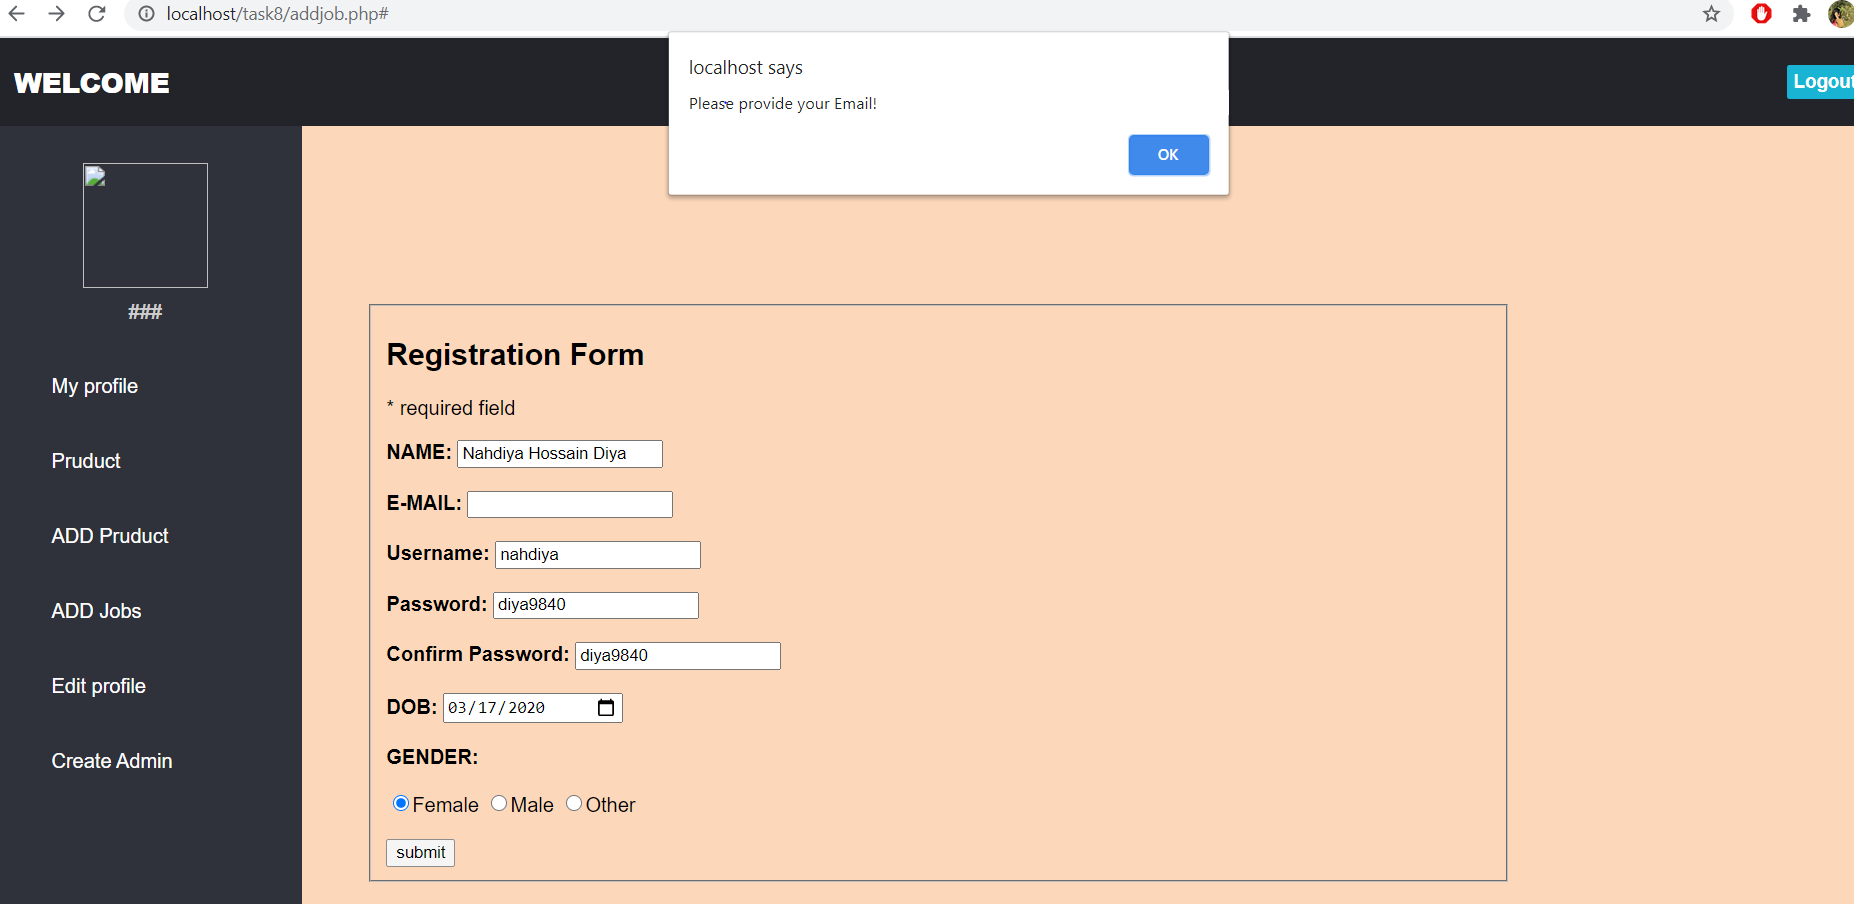 localhost/task8/addjob.php#
localhost says
Please provide your Email!
OK
WELCOME
Logout
###
My profile
Pruduct
ADD Pruduct
ADD Jobs
Edit profile
Create Admin
Registration Form
* required field
NAME: Nahdiya Hossain Diya
E-MAIL:
Username: nahdiya
Password: diya9840
Confirm Password: diya9840
DOB: 03/17/2020
GENDER:
Female Male Other
submit